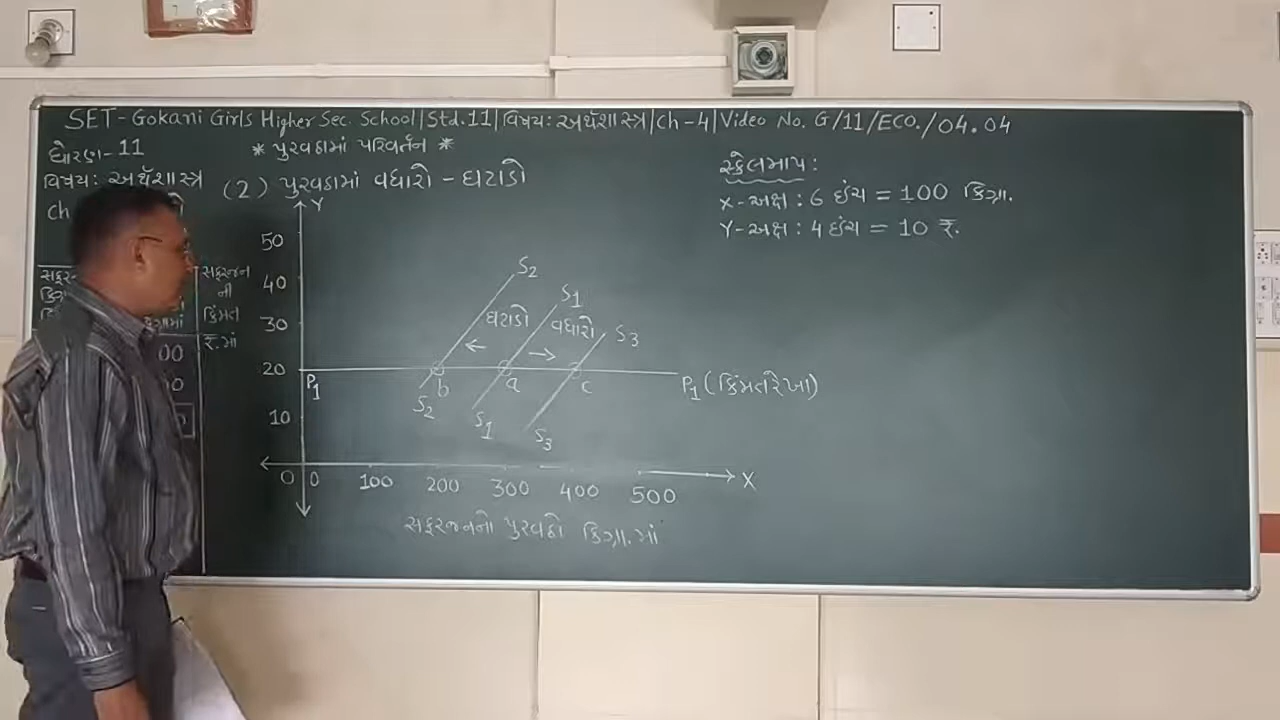 SET-Gokani Girls Higher Sec. School|Std.11|વિષય: અર્થશાસ્ત્ર|Ch-4|Video No. G/11/ECO./04.04
ધોરણ-11
* પુરવઠામાં પરિવર્તન *
વિષય: અર્થશાસ્ત્ર
(2) પુરવઠામાં વધારો - ઘટાડો
Ch
સ્કેલમાપ:
X-અક્ષ : 6 ઇંચ = 100 કિગ્રા.
Y-અક્ષ : 4 ઇંચ = 10 ₹.
સફરજન
ની
કિંમત
₹.માં
00
Y
50
40
30
20
10
0 0 100 200 300 400 500 X
S2
S1
S3
ઘટાડો
વધારો
← →
P1
b a c
P1 (કિંમતરેખા)
S2
S1
S3
સફરજનનો પુરવઠો કિગ્રા.માં